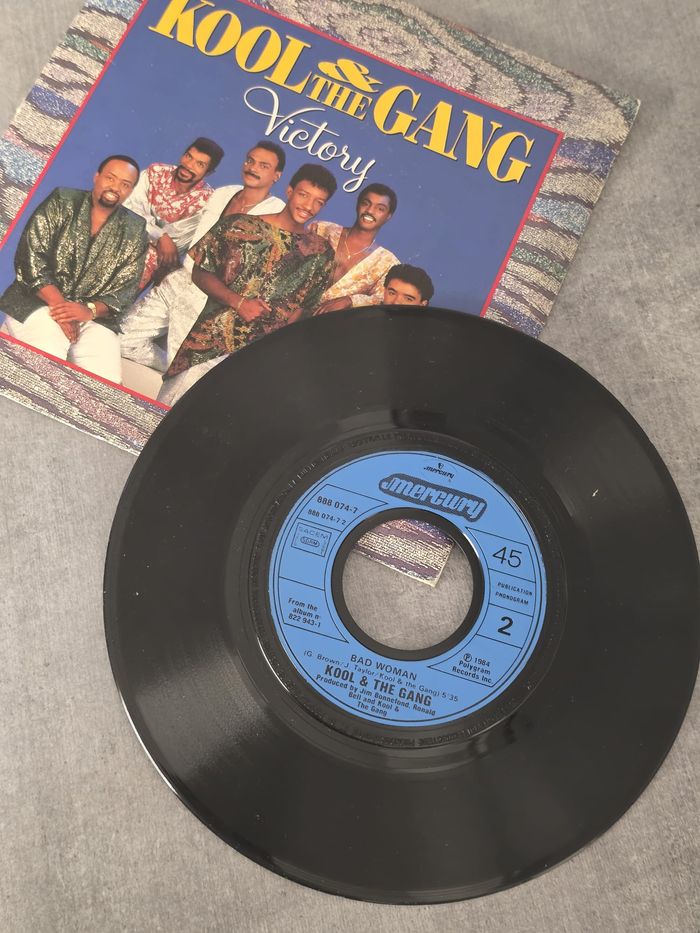 KOOL
&
THE GANG
Victory
mercury
mercury
888 074-7
888 074-7 2
SACEM
45
PUBLICATION
PHONOGRAM
2
From the
album nº
822 943-1
℗ 1984
Polygram
Records Inc.
BAD WOMAN
(G. Brown/J. Taylor/Kool & the Gang) 5'35
KOOL & THE GANG
Produced by Jim Bonnefond, Ronald
Bell and Kool &
The Gang